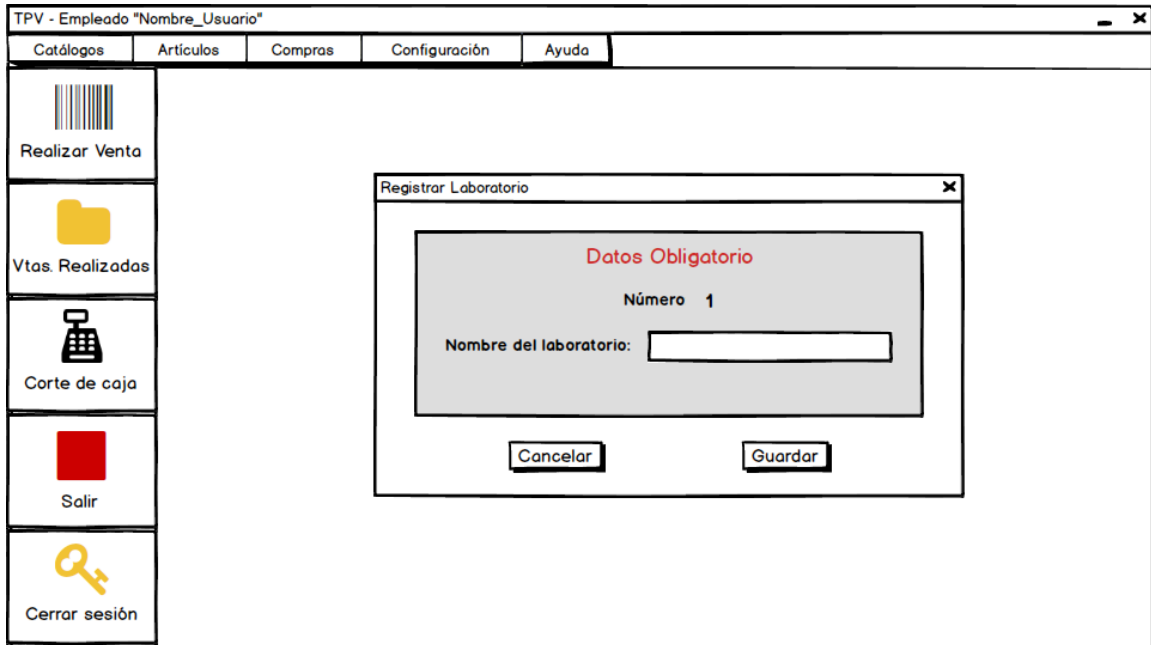 TPV - Empleado "Nombre_Usuario"
Catálogos Artículos Compras Configuración Ayuda
Realizar Venta
Vtas. Realizadas
Corte de caja
Salir
Cerrar sesión
Registrar Laboratorio
Datos Obligatorio
Número 1
Nombre del laboratorio:
Cancelar Guardar